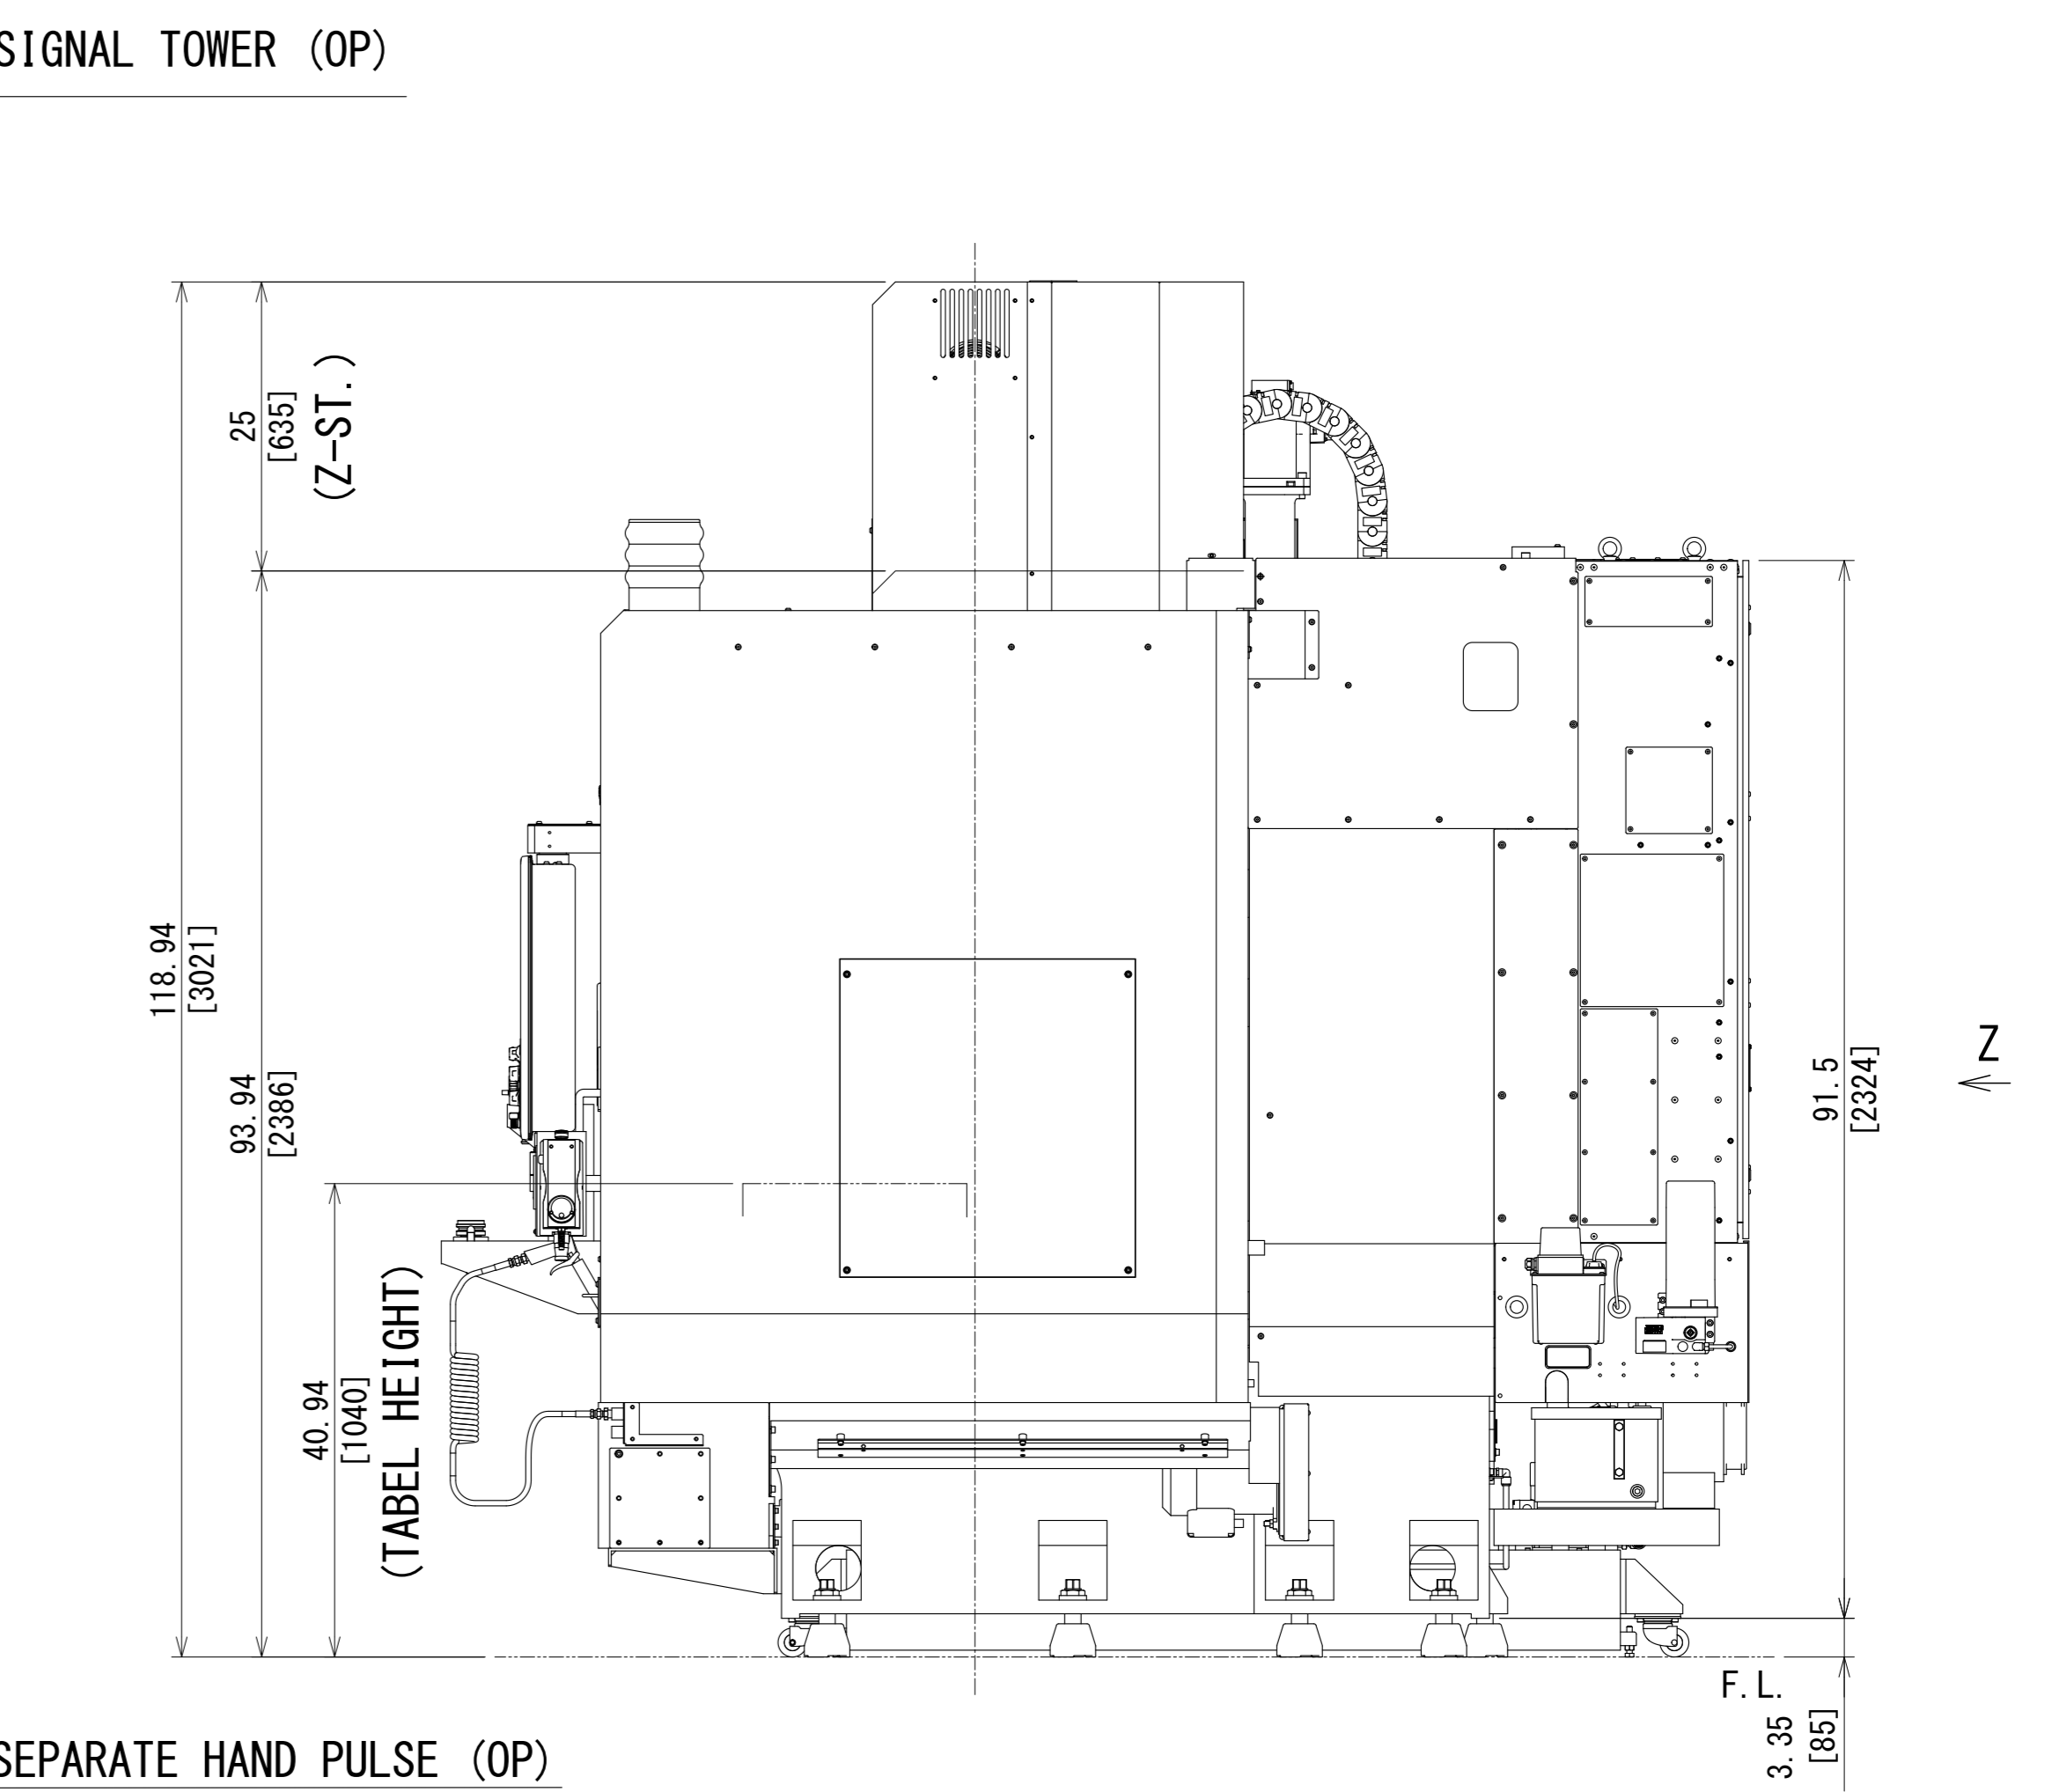 SIGNAL TOWER (OP)
25
[635]
(Z-ST.)
118.94
[3021]
93.94
[2386]
91.5
[2324]
Z
40.94
[1040]
(TABEL HEIGHT)
F.L.
3.35
[85]
SEPARATE HAND PULSE (OP)